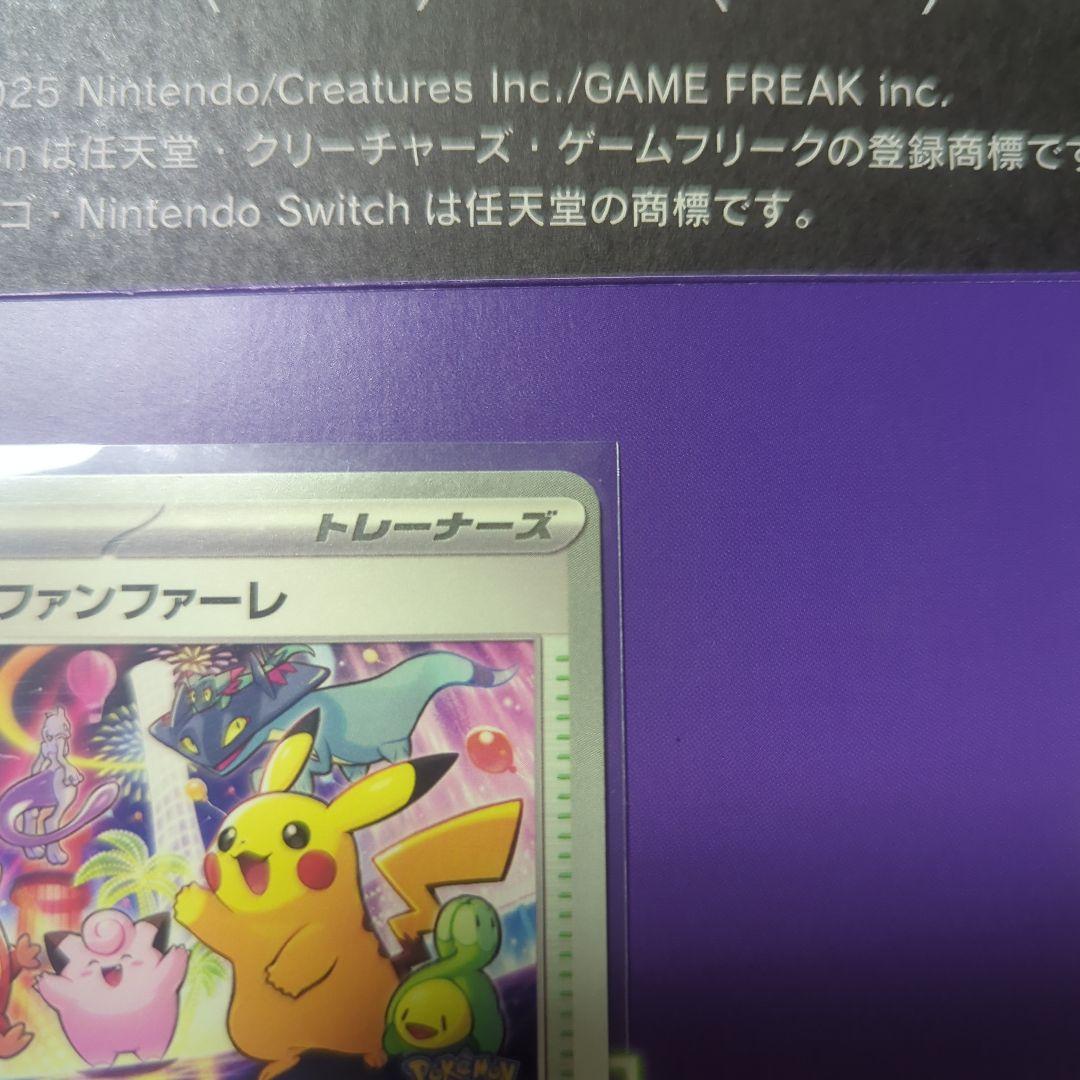 025 Nintendo/Creatures Inc./GAME FREAK inc.
on は任天堂・クリーチャーズ・ゲームフリークの登録商標です
ゴ・Nintendo Switch は任天堂の商標です。
トレーナーズ
ファンファーレ
POKÉMON